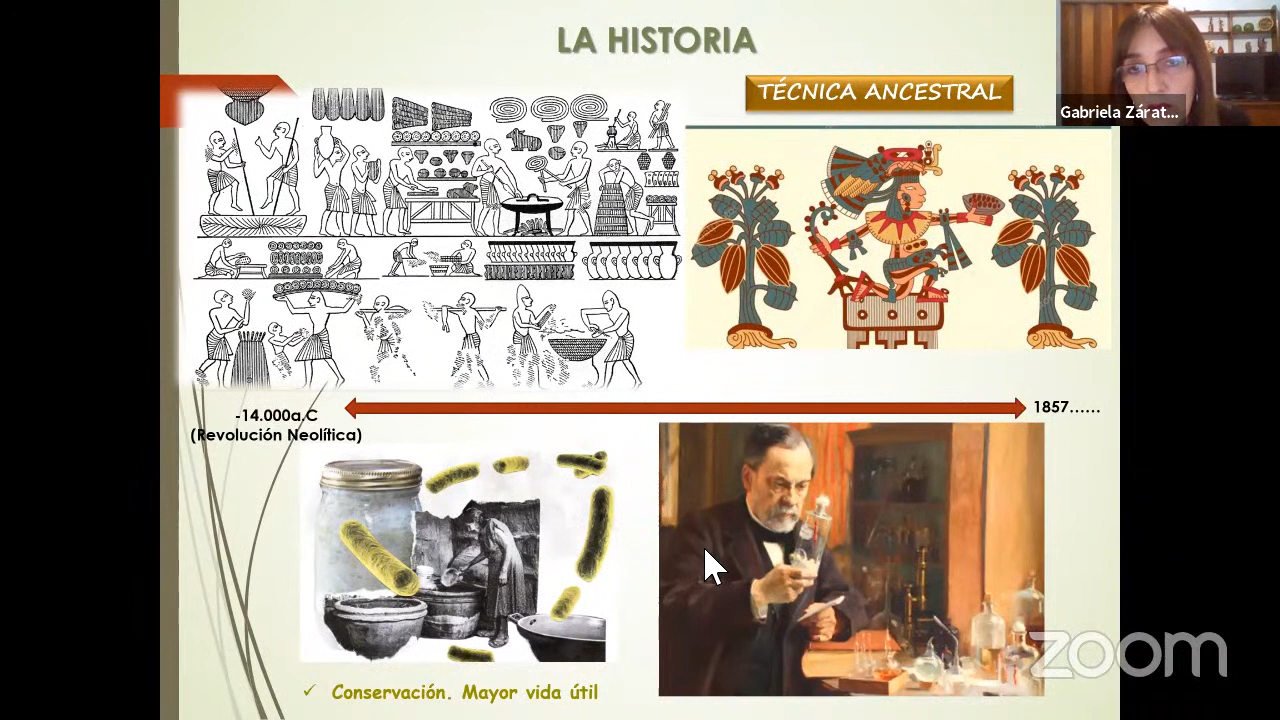 LA HISTORIA
TÉCNICA ANCESTRAL
Gabriela Zárat...
-14.000a.C
(Revolución Neolítica)
1857......
✓ Conservación. Mayor vida útil
zoom